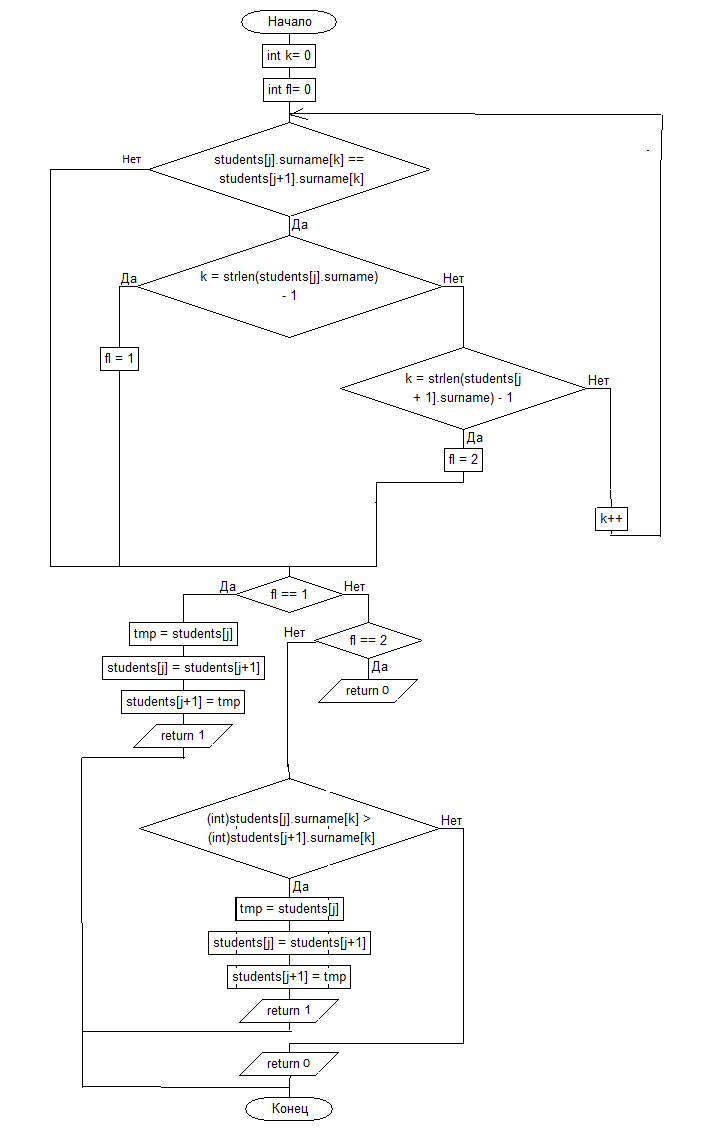 Начало
int k= 0
int fl= 0
students[j].surname[k] ==
students[j+1].surname[k]
Нет
Да
k = strlen(students[j].surname)
- 1
Да
Нет
fl = 1
k = strlen(students[j
+ 1].surname) - 1
Нет
Да
fl = 2
k++
fl == 1
Да
Нет
tmp = students[j]
students[j] = students[j+1]
students[j+1] = tmp
return 1
fl == 2
Нет
Да
return 0
(int)students[j].surname[k] >
(int)students[j+1].surname[k]
Нет
Да
tmp = students[j]
students[j] = students[j+1]
students[j+1] = tmp
return 1
return 0
Конец